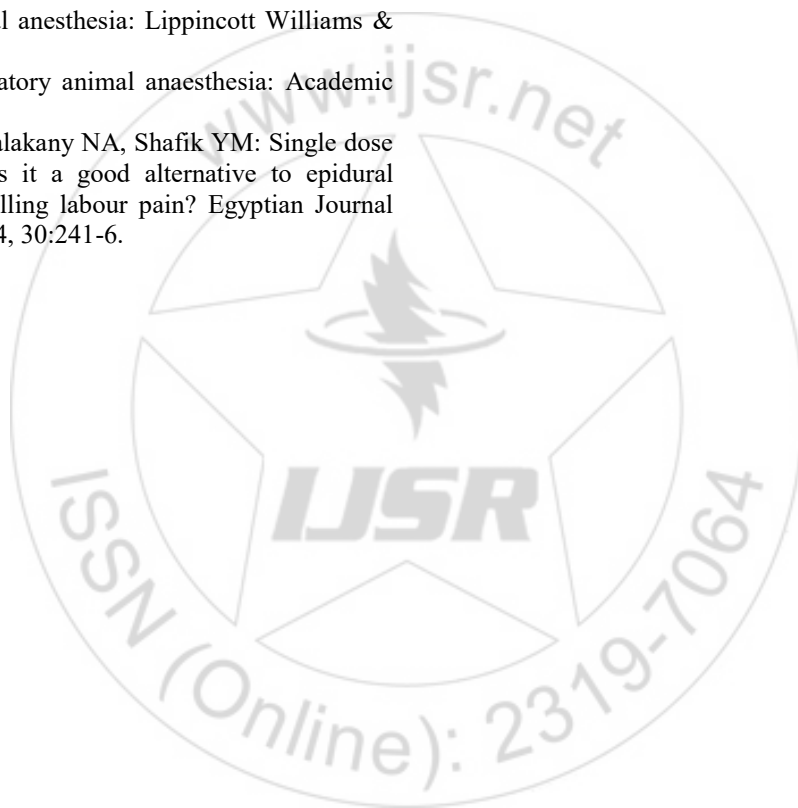 l anesthesia: Lippincott Williams &
atory animal anaesthesia: Academic
alakany NA, Shafik YM: Single dose
s it a good alternative to epidural
lling labour pain? Egyptian Journal
4, 30:241-6.
www.ijsr.net
IJSR
ISSN (Online): 2319-7064